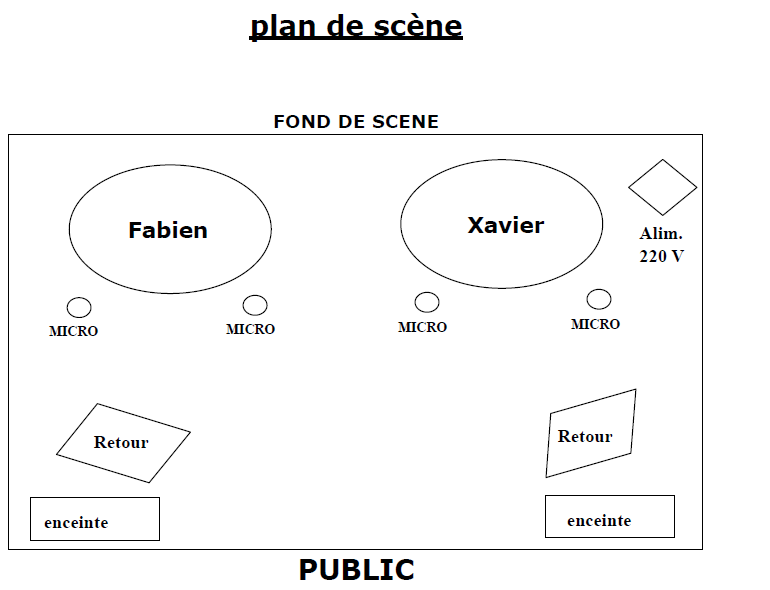 plan de scène
FOND DE SCENE
Fabien
Xavier
Alim.
220 V
MICRO
MICRO
MICRO
MICRO
Retour
Retour
enceinte
enceinte
PUBLIC